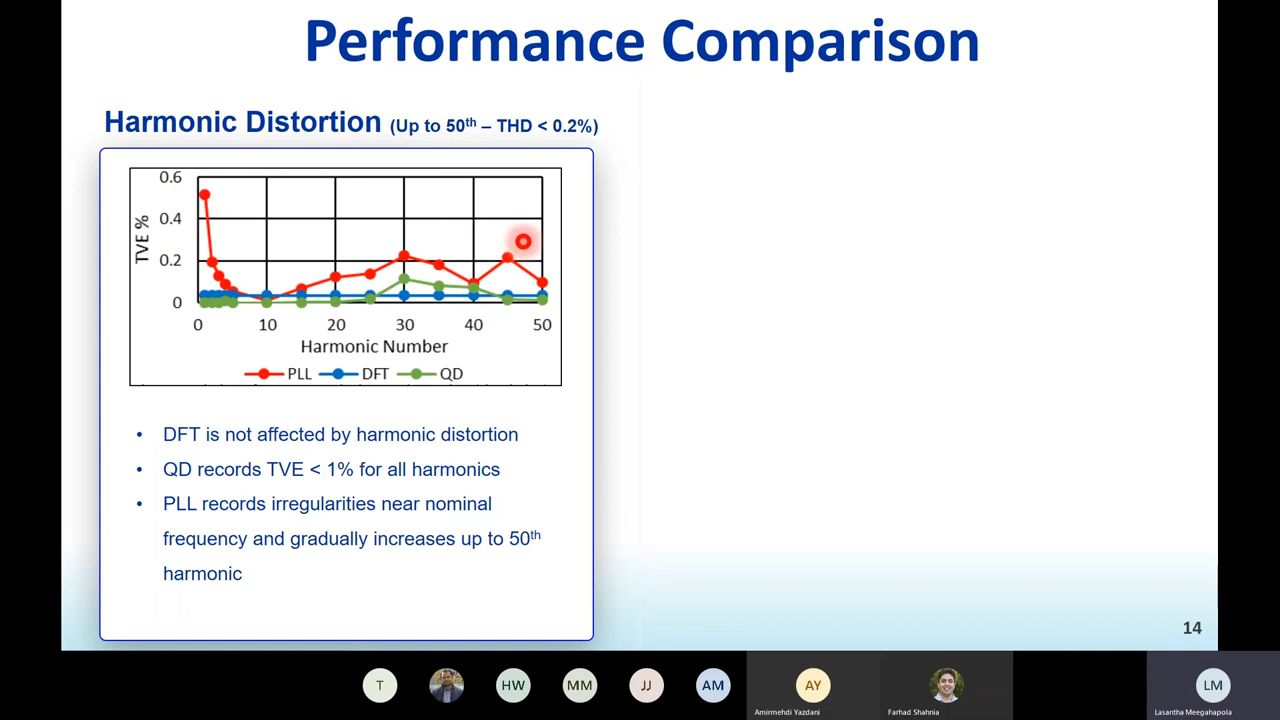 Performance Comparison
Harmonic Distortion (Up to 50th – THD < 0.2%)
0.6
0.4
0.2
0
TVE %
0 10 20 30 40 50
Harmonic Number
PLL DFT QD
• DFT is not affected by harmonic distortion
• QD records TVE < 1% for all harmonics
• PLL records irregularities near nominal
frequency and gradually increases up to 50th
harmonic
14
T HW MM JJ AM AY LM
Amirmehdi Yazdani Farhad Shahnia Lasantha Meegahapola